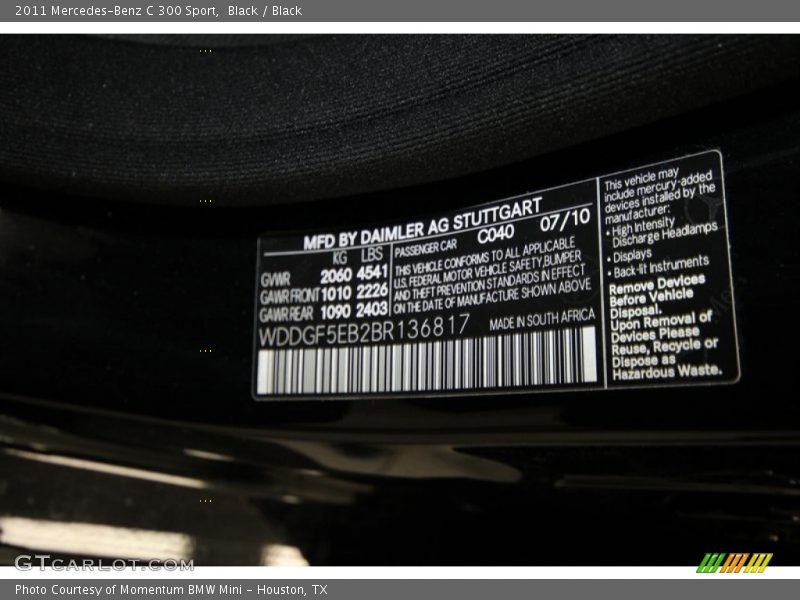 2011 Mercedes-Benz C 300 Sport, Black / Black
MFD BY DAIMLER AG STUTTGART
KG LBS
GVWR 2060 4541
GAWR FRONT 1010 2226
GAWR REAR 1090 2403
PASSENGER CAR C040 07/10
THIS VEHICLE CONFORMS TO ALL APPLICABLE
U.S. FEDERAL MOTOR VEHICLE SAFETY,BUMPER
AND THEFT PREVENTION STANDARDS IN EFFECT
ON THE DATE OF MANUFACTURE SHOWN ABOVE
WDDGF5EB2BR136817 MADE IN SOUTH AFRICA
This vehicle may
include mercury-added
devices installed by the
manufacturer:
• High Intensity
Discharge Headlamps
• Displays
• Back-lit Instruments
Remove Devices
Before Vehicle
Disposal.
Upon Removal of
Devices Please
Reuse, Recycle or
Dispose as
Hazardous Waste.
GTCARLOT.COM
Photo Courtesy of Momentum BMW Mini - Houston, TX